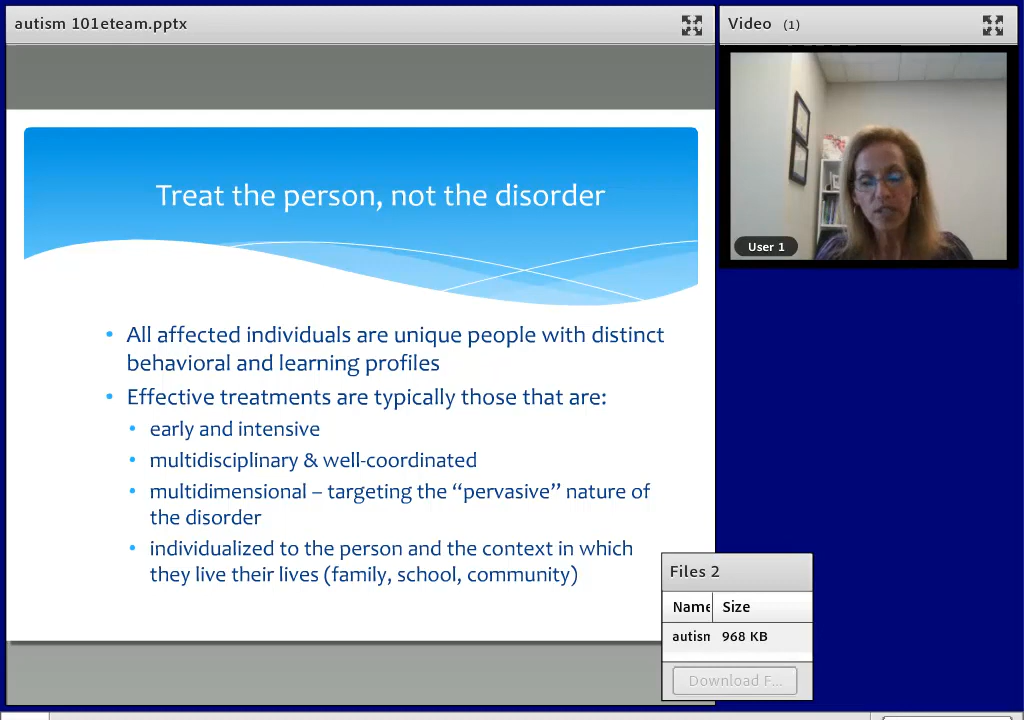 autism 101eteam.pptx
Video (1)
User 1
Treat the person, not the disorder
• All affected individuals are unique people with distinct
behavioral and learning profiles
• Effective treatments are typically those that are:
• early and intensive
• multidisciplinary & well-coordinated
• multidimensional – targeting the “pervasive” nature of
the disorder
• individualized to the person and the context in which
they live their lives (family, school, community)
Files 2
Name Size
autism 968 KB
Download F...